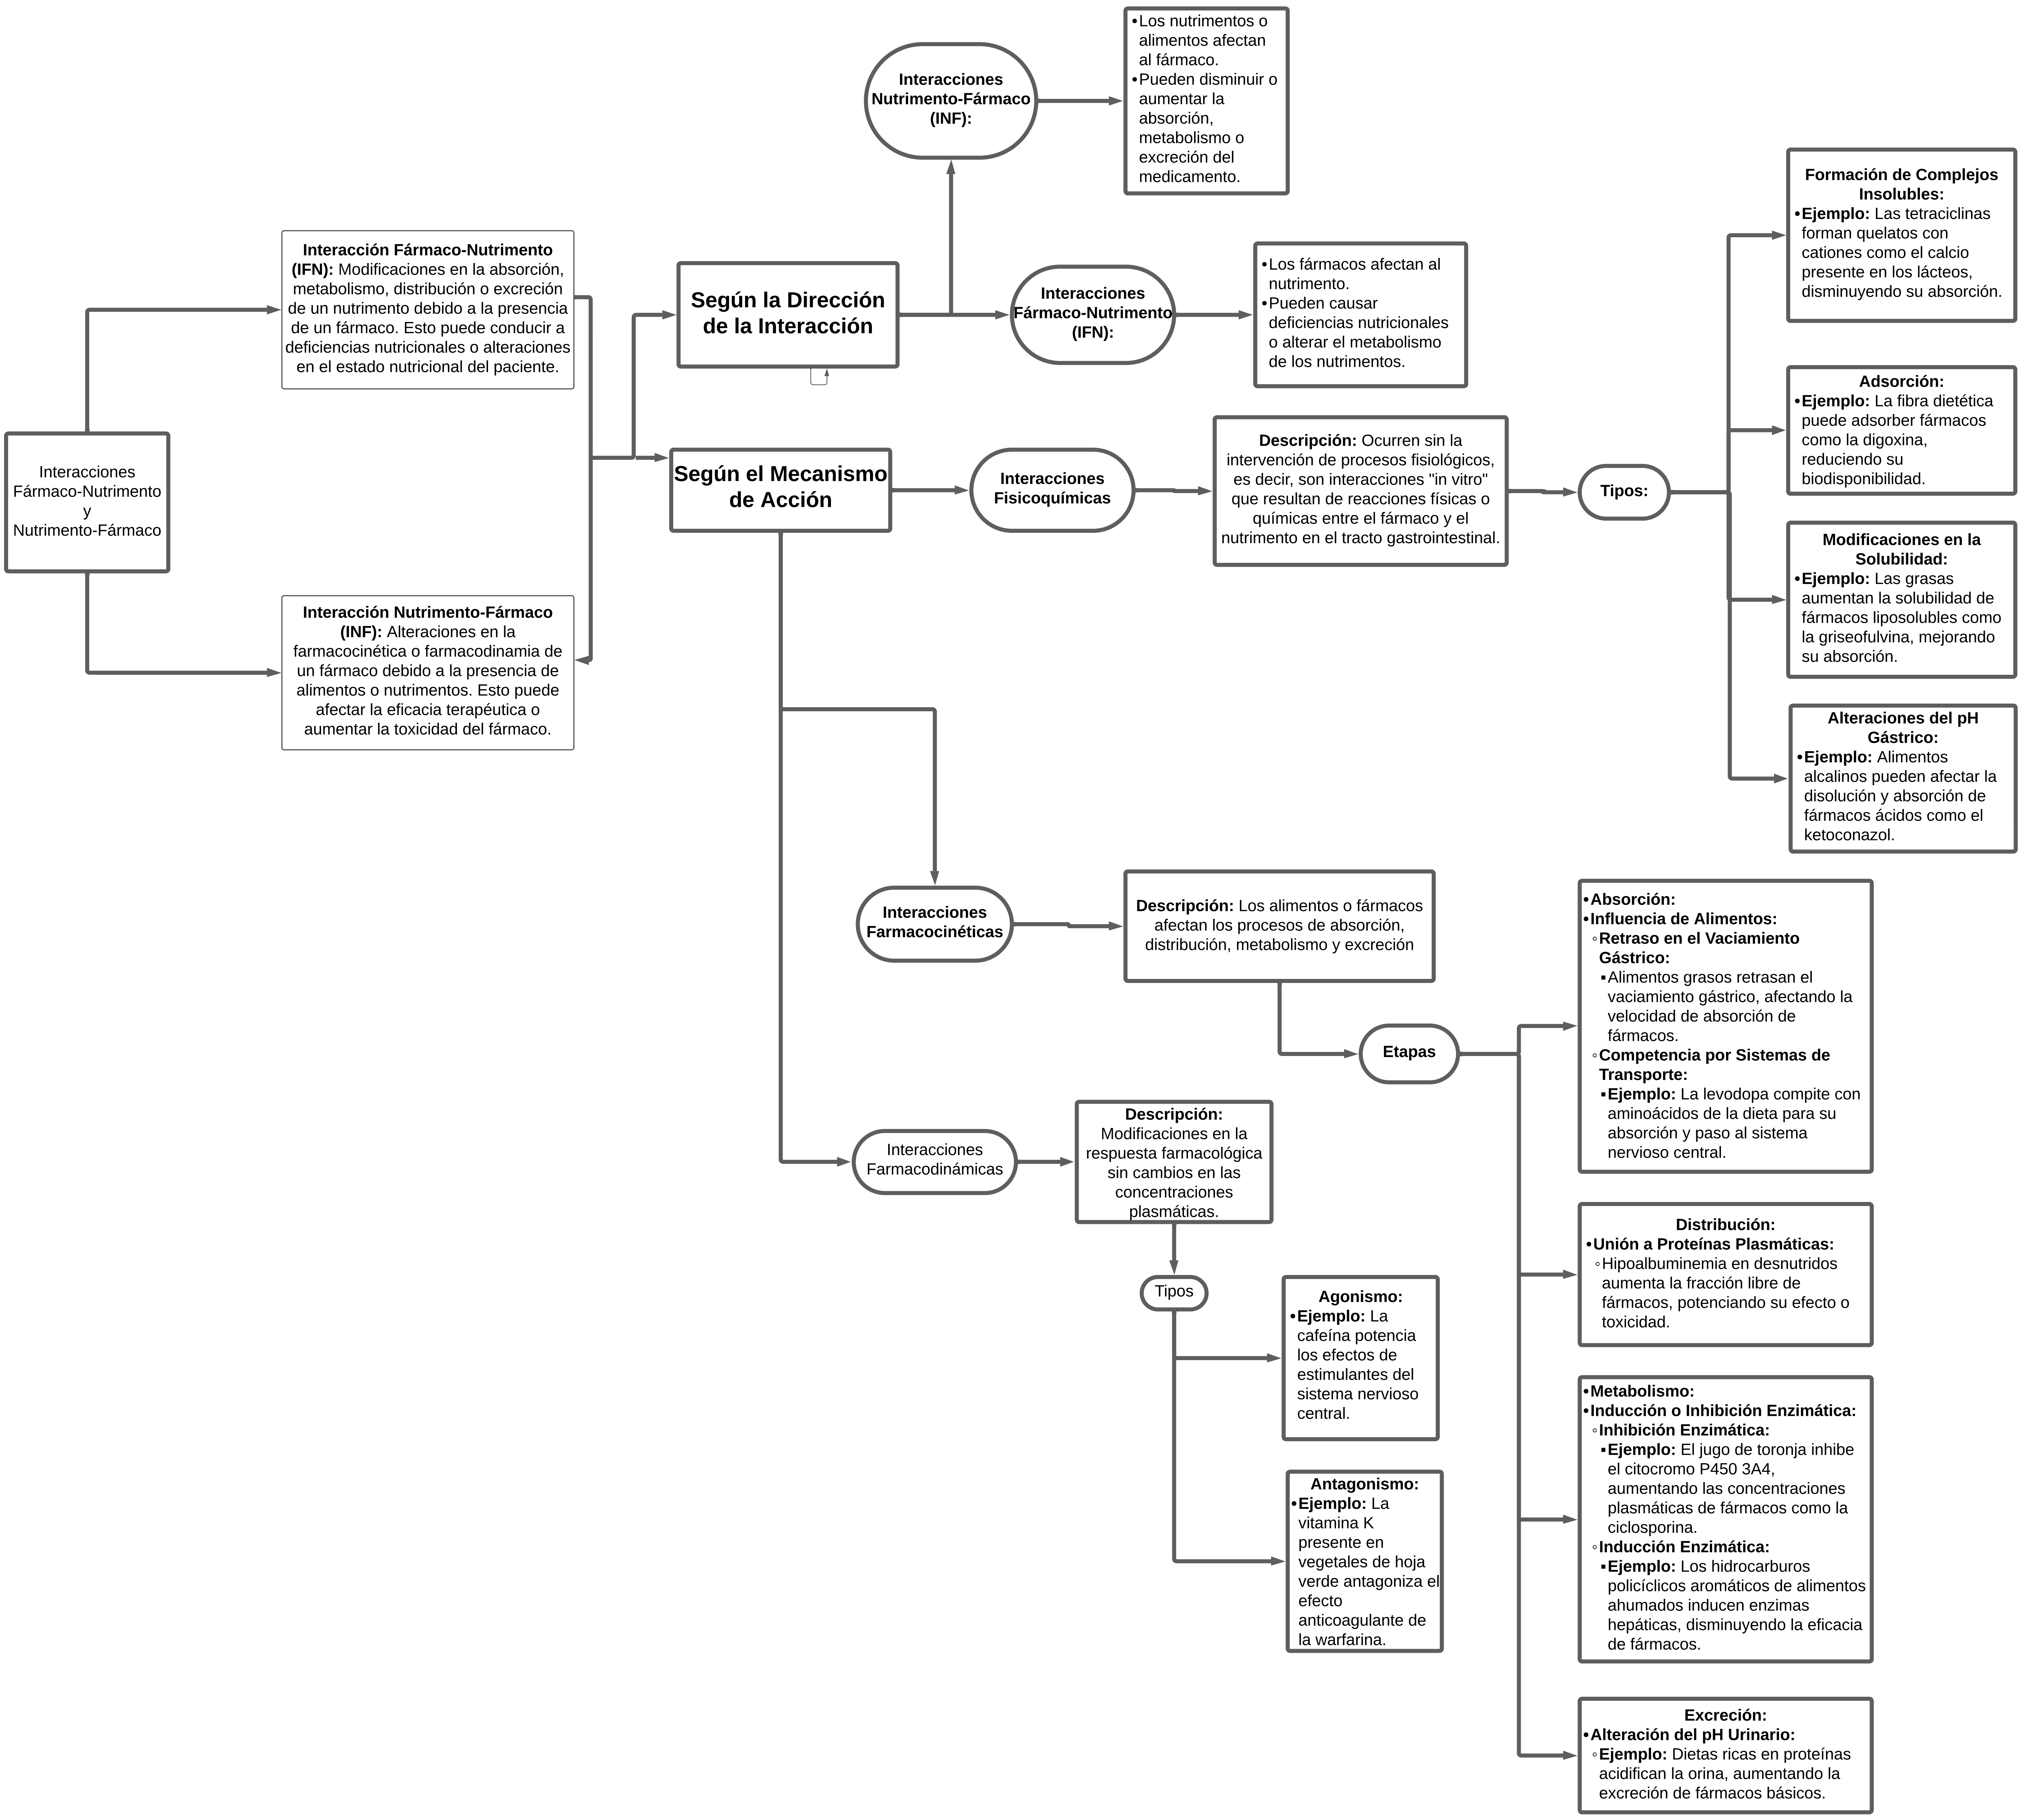 Interacciones
Fármaco-Nutrimento
y
Nutrimento-Fármaco
Interacción Fármaco-Nutrimento
(IFN): Modificaciones en la absorción,
metabolismo, distribución o excreción
de un nutrimento debido a la presencia
de un fármaco. Esto puede conducir a
deficiencias nutricionales o alteraciones
en el estado nutricional del paciente.
Interacción Nutrimento-Fármaco
(INF): Alteraciones en la
farmacocinética o farmacodinamia de
un fármaco debido a la presencia de
alimentos o nutrimentos. Esto puede
afectar la eficacia terapéutica o
aumentar la toxicidad del fármaco.
Según la Dirección
de la Interacción
Interacciones
Nutrimento-Fármaco
(INF):
•Los nutrimentos o
alimentos afectan
al fármaco.
•Pueden disminuir o
aumentar la
absorción,
metabolismo o
excreción del
medicamento.
Interacciones
Fármaco-Nutrimento
(IFN):
•Los fármacos afectan al
nutrimento.
•Pueden causar
deficiencias nutricionales
o alterar el metabolismo
de los nutrimentos.
Según el Mecanismo
de Acción
Interacciones
Fisicoquímicas
Descripción: Ocurren sin la
intervención de procesos fisiológicos,
es decir, son interacciones "in vitro"
que resultan de reacciones físicas o
químicas entre el fármaco y el
nutrimento en el tracto gastrointestinal.
Tipos:
Formación de Complejos
Insolubles:
•Ejemplo: Las tetraciclinas
forman quelatos con
cationes como el calcio
presente en los lácteos,
disminuyendo su absorción.
Adsorción:
•Ejemplo: La fibra dietética
puede adsorber fármacos
como la digoxina,
reduciendo su
biodisponibilidad.
Modificaciones en la
Solubilidad:
•Ejemplo: Las grasas
aumentan la solubilidad de
fármacos liposolubles como
la griseofulvina, mejorando
su absorción.
Alteraciones del pH
Gástrico:
•Ejemplo: Alimentos
alcalinos pueden afectar la
disolución y absorción de
fármacos ácidos como el
ketoconazol.
Interacciones
Farmacocinéticas
Descripción: Los alimentos o fármacos
afectan los procesos de absorción,
distribución, metabolismo y excreción
Etapas
•Absorción:
•Influencia de Alimentos:
◦Retraso en el Vaciamiento
Gástrico:
▪Alimentos grasos retrasan el
vaciamiento gástrico, afectando la
velocidad de absorción de
fármacos.
◦Competencia por Sistemas de
Transporte:
▪Ejemplo: La levodopa compite con
aminoácidos de la dieta para su
absorción y paso al sistema
nervioso central.
Distribución:
•Unión a Proteínas Plasmáticas:
◦Hipoalbuminemia en desnutridos
aumenta la fracción libre de
fármacos, potenciando su efecto o
toxicidad.
•Metabolismo:
•Inducción o Inhibición Enzimática:
◦Inhibición Enzimática:
▪Ejemplo: El jugo de toronja inhibe
el citocromo P450 3A4,
aumentando las concentraciones
plasmáticas de fármacos como la
ciclosporina.
◦Inducción Enzimática:
▪Ejemplo: Los hidrocarburos
policíclicos aromáticos de alimentos
ahumados inducen enzimas
hepáticas, disminuyendo la eficacia
de fármacos.
Excreción:
•Alteración del pH Urinario:
◦Ejemplo: Dietas ricas en proteínas
acidifican la orina, aumentando la
excreción de fármacos básicos.
Interacciones
Farmacodinámicas
Descripción:
Modificaciones en la
respuesta farmacológica
sin cambios en las
concentraciones
plasmáticas.
Tipos
Agonismo:
•Ejemplo: La
cafeína potencia
los efectos de
estimulantes del
sistema nervioso
central.
Antagonismo:
•Ejemplo: La
vitamina K
presente en
vegetales de hoja
verde antagoniza el
efecto
anticoagulante de
la warfarina.